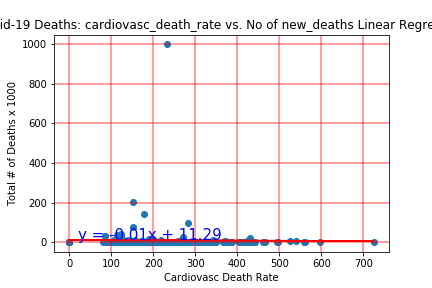 id-19 Deaths: cardiovasc_death_rate vs. No of new_deaths Linear Regre
1000
800
600
400
200
0
Total # of Deaths x 1000
y = -0.01x + 11.29
0 100 200 300 400 500 600 700
Cardiovasc Death Rate